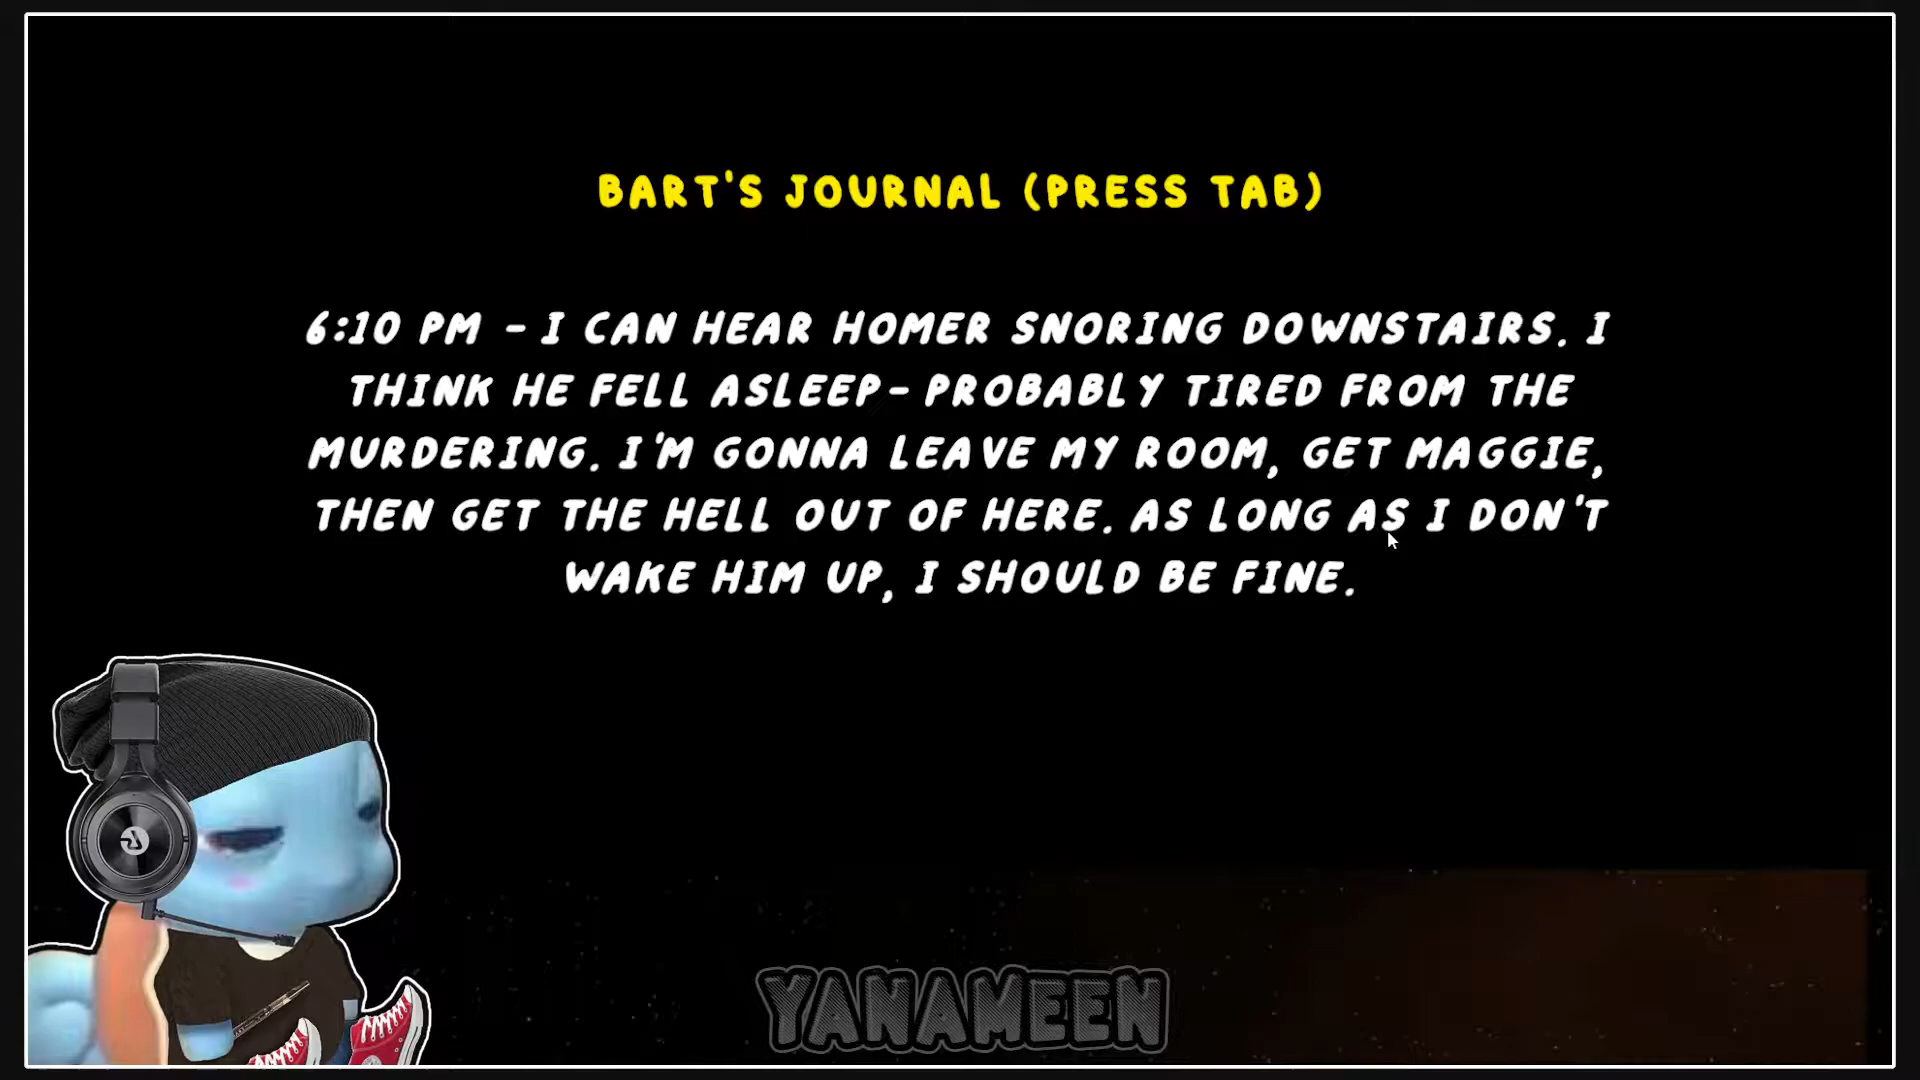 BART'S JOURNAL (PRESS TAB)
6:10 PM - I CAN HEAR HOMER SNORING DOWNSTAIRS. I
THINK HE FELL ASLEEP- PROBABLY TIRED FROM THE
MURDERING. I'M GONNA LEAVE MY ROOM, GET MAGGIE,
THEN GET THE HELL OUT OF HERE. AS LONG AS I DON'T
WAKE HIM UP, I SHOULD BE FINE.
YANAMEEN